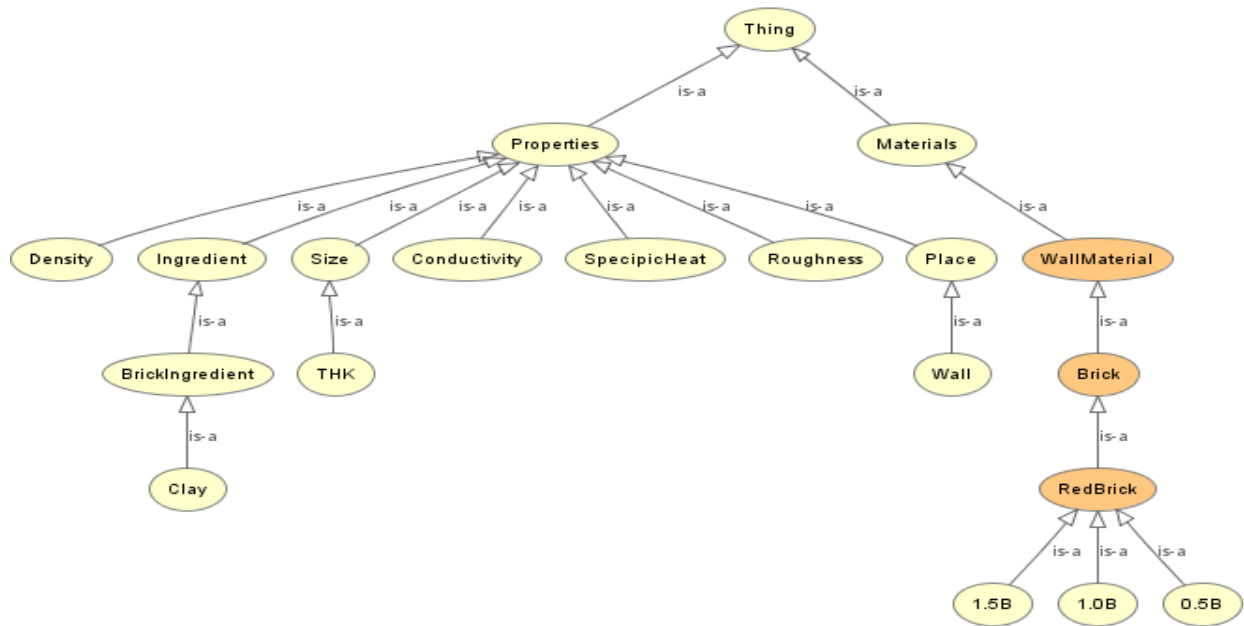 Thing
is-a is-a
Properties Materials
is-a is-a is-a is-a is-a is-a is-a is-a
Density Ingredient Size Conductivity SpecipicHeat Roughness Place WallMaterial
is-a is-a is-a is-a
BrickIngredient THK Wall Brick
is-a is-a
Clay RedBrick
is-a is-a is-a
1.5B 1.0B 0.5B